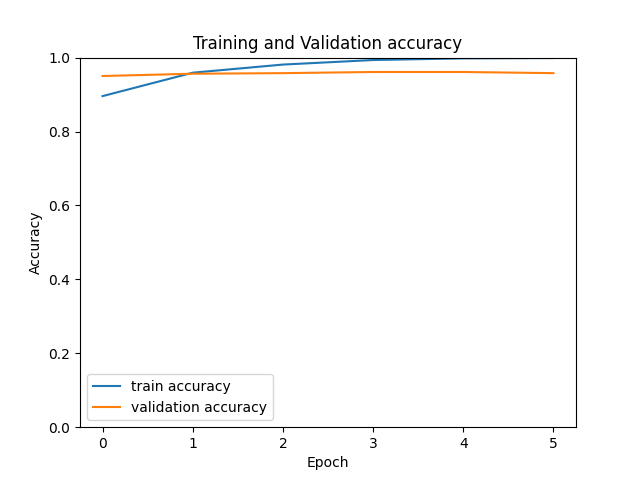 Training and Validation accuracy
1.0
0.8
0.6
0.4
0.2
0.0
Accuracy
train accuracy
validation accuracy
0 1 2 3 4 5
Epoch